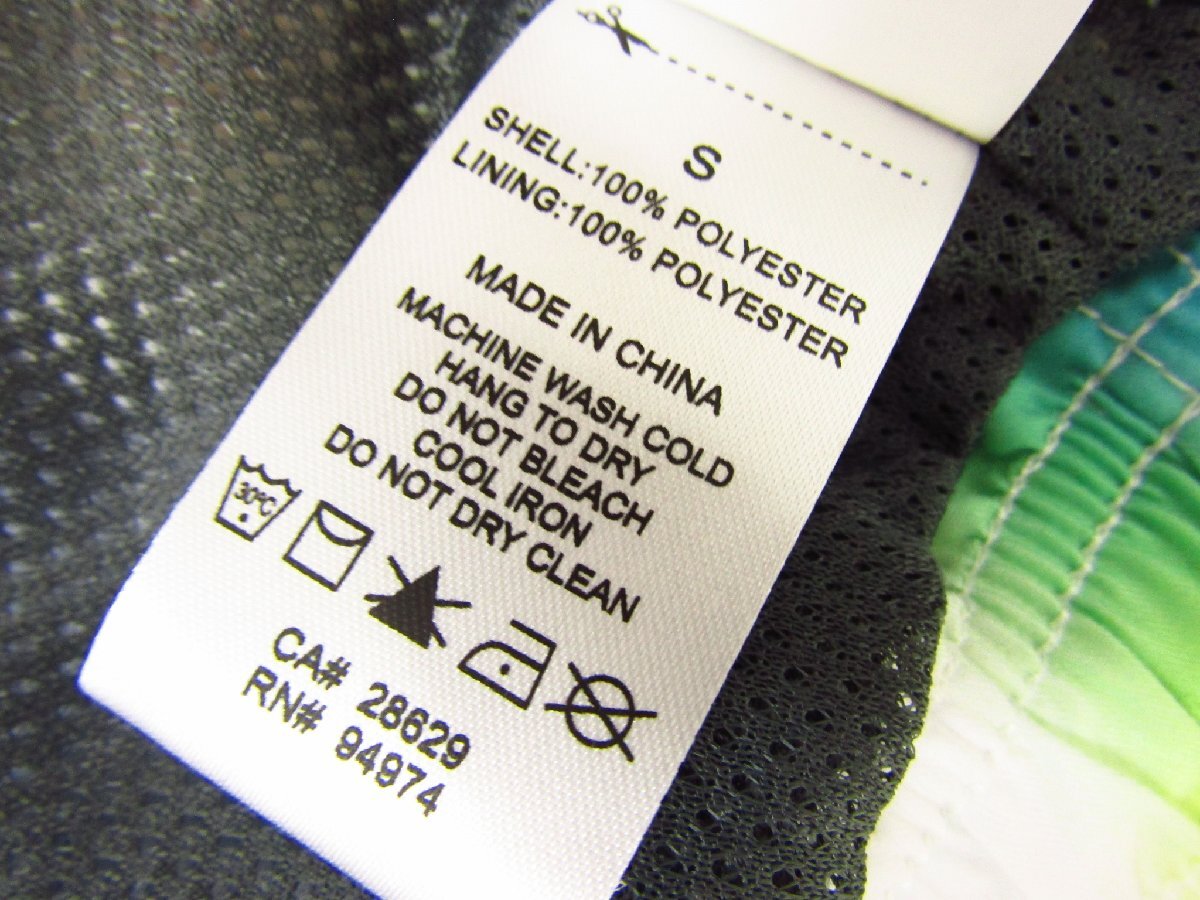 S
SHELL:100% POLYESTER
LINING:100% POLYESTER
MADE IN CHINA
MACHINE WASH COLD
HANG TO DRY
DO NOT BLEACH
COOL IRON
DO NOT DRY CLEAN
30ºC
CA# 28629
RN# 94974